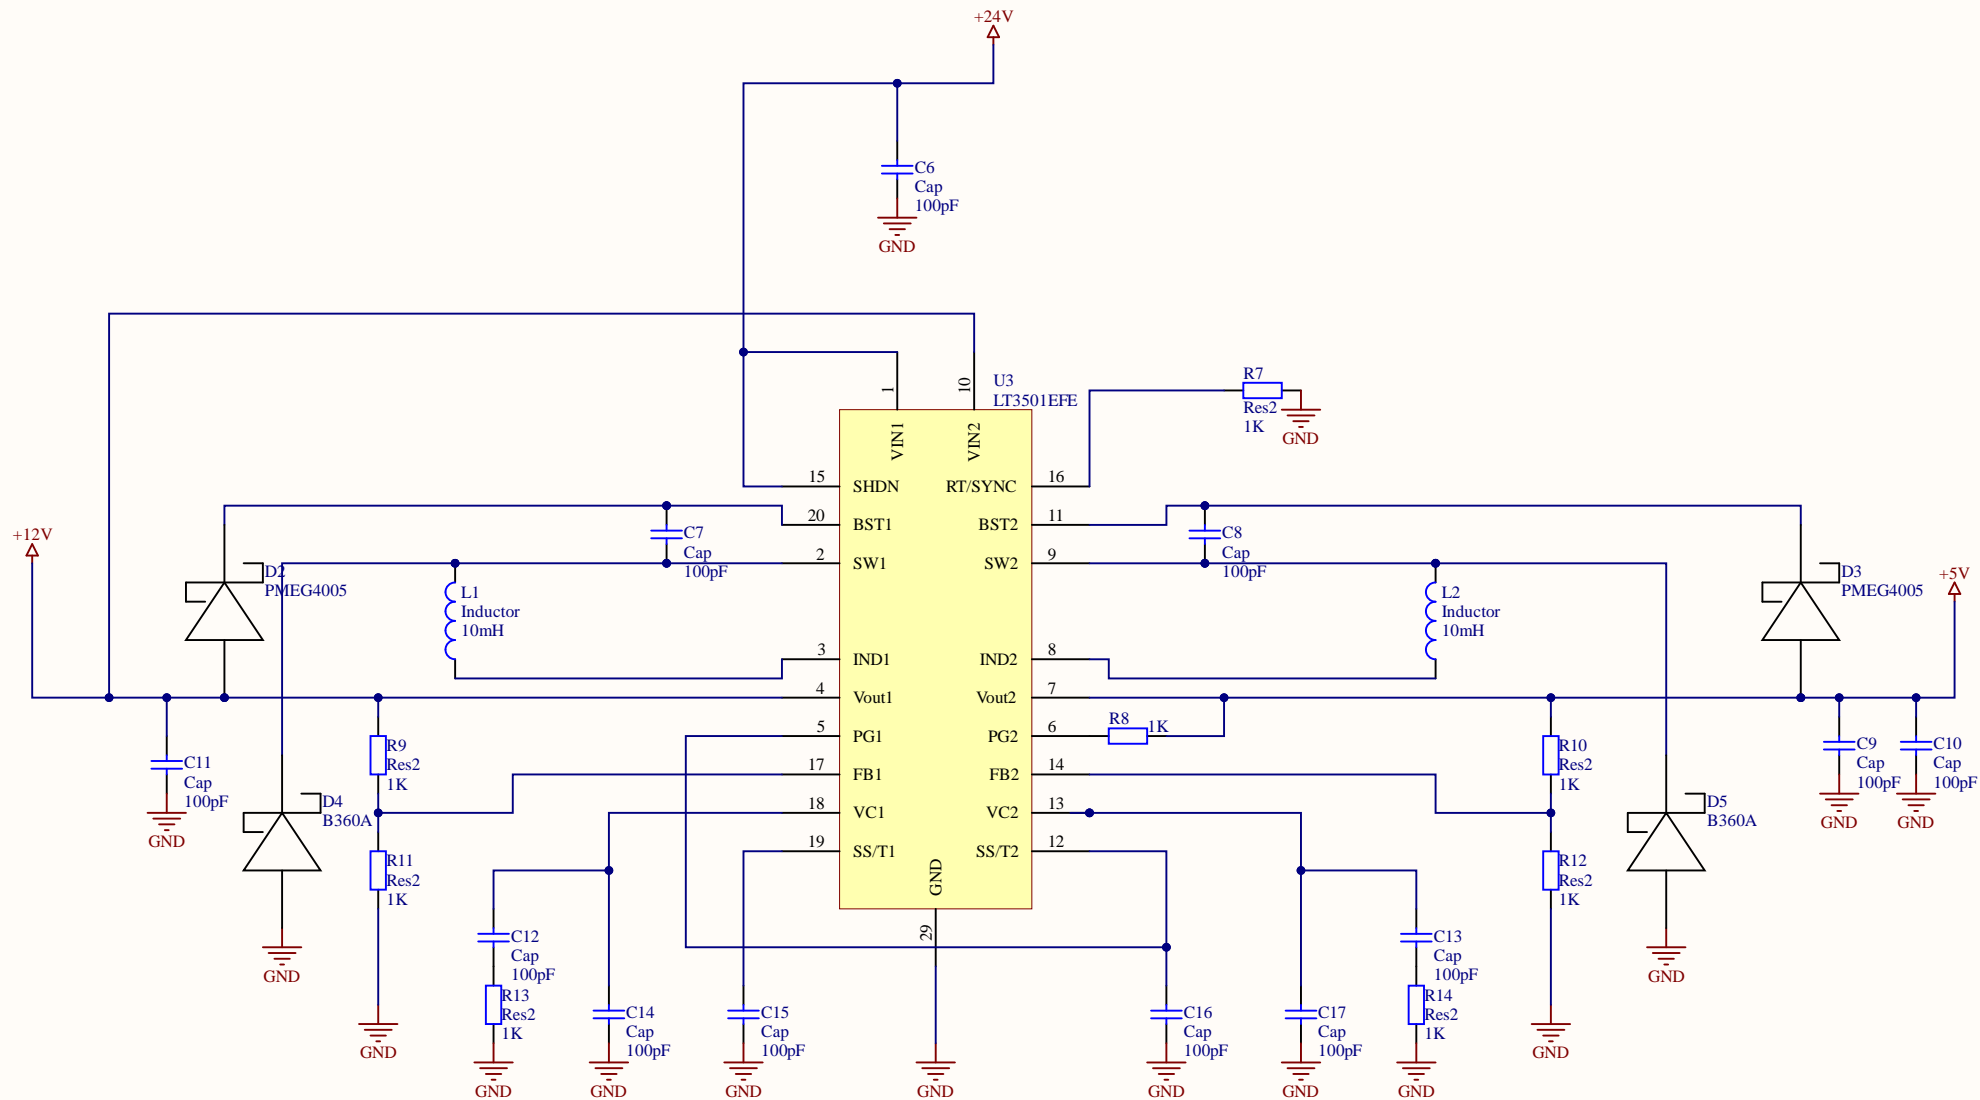 +24V
C6
Cap
100pF
GND
U3
LT3501EFE
1
10
VIN1
VIN2
R7
Res2
1K
GND
15
SHDN
RT/SYNC
16
20
BST1
BST2
11
2
SW1
SW2
9
3
IND1
IND2
8
4
Vout1
Vout2
7
5
PG1
PG2
6
17
FB1
FB2
14
18
VC1
VC2
13
19
SS/T1
SS/T2
12
GND
29
GND
+12V
D2
PMEG4005
C7
Cap
100pF
L1
Inductor
10mH
C8
Cap
100pF
L2
Inductor
10mH
D3
PMEG4005
+5V
R8
1K
C11
Cap
100pF
GND
D4
B360A
GND
R9
Res2
1K
R11
Res2
1K
GND
C12
Cap
100pF
R13
Res2
1K
GND
C14
Cap
100pF
GND
C15
Cap
100pF
GND
C16
Cap
100pF
GND
C17
Cap
100pF
GND
C13
Cap
100pF
R14
Res2
1K
GND
R10
Res2
1K
R12
Res2
1K
GND
D5
B360A
GND
C9
Cap
100pF
GND
C10
Cap
100pF
GND